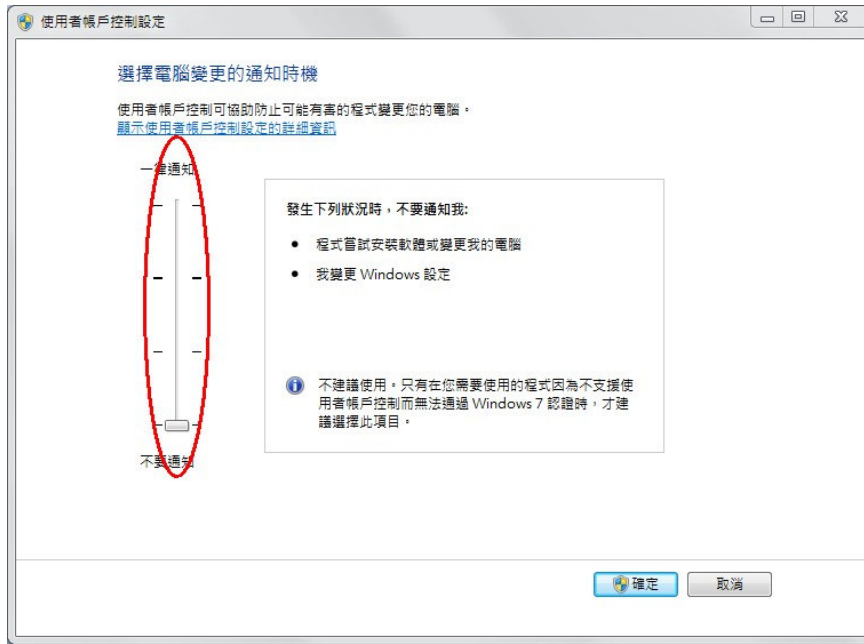 使用者帳戶控制設定
選擇電腦變更的通知時機
使用者帳戶控制可協助防止可能有害的程式變更您的電腦。
顯示使用者帳戶控制設定的詳細資訊
一律通知
發生下列狀況時，不要通知我:
程式嘗試安裝軟體或變更我的電腦
我變更 Windows 設定
不建議使用。只有在您需要使用的程式因為不支援使
用者帳戶控制而無法通過 Windows 7 認證時，才建
議選擇此項目。
不要通知
確定
取消